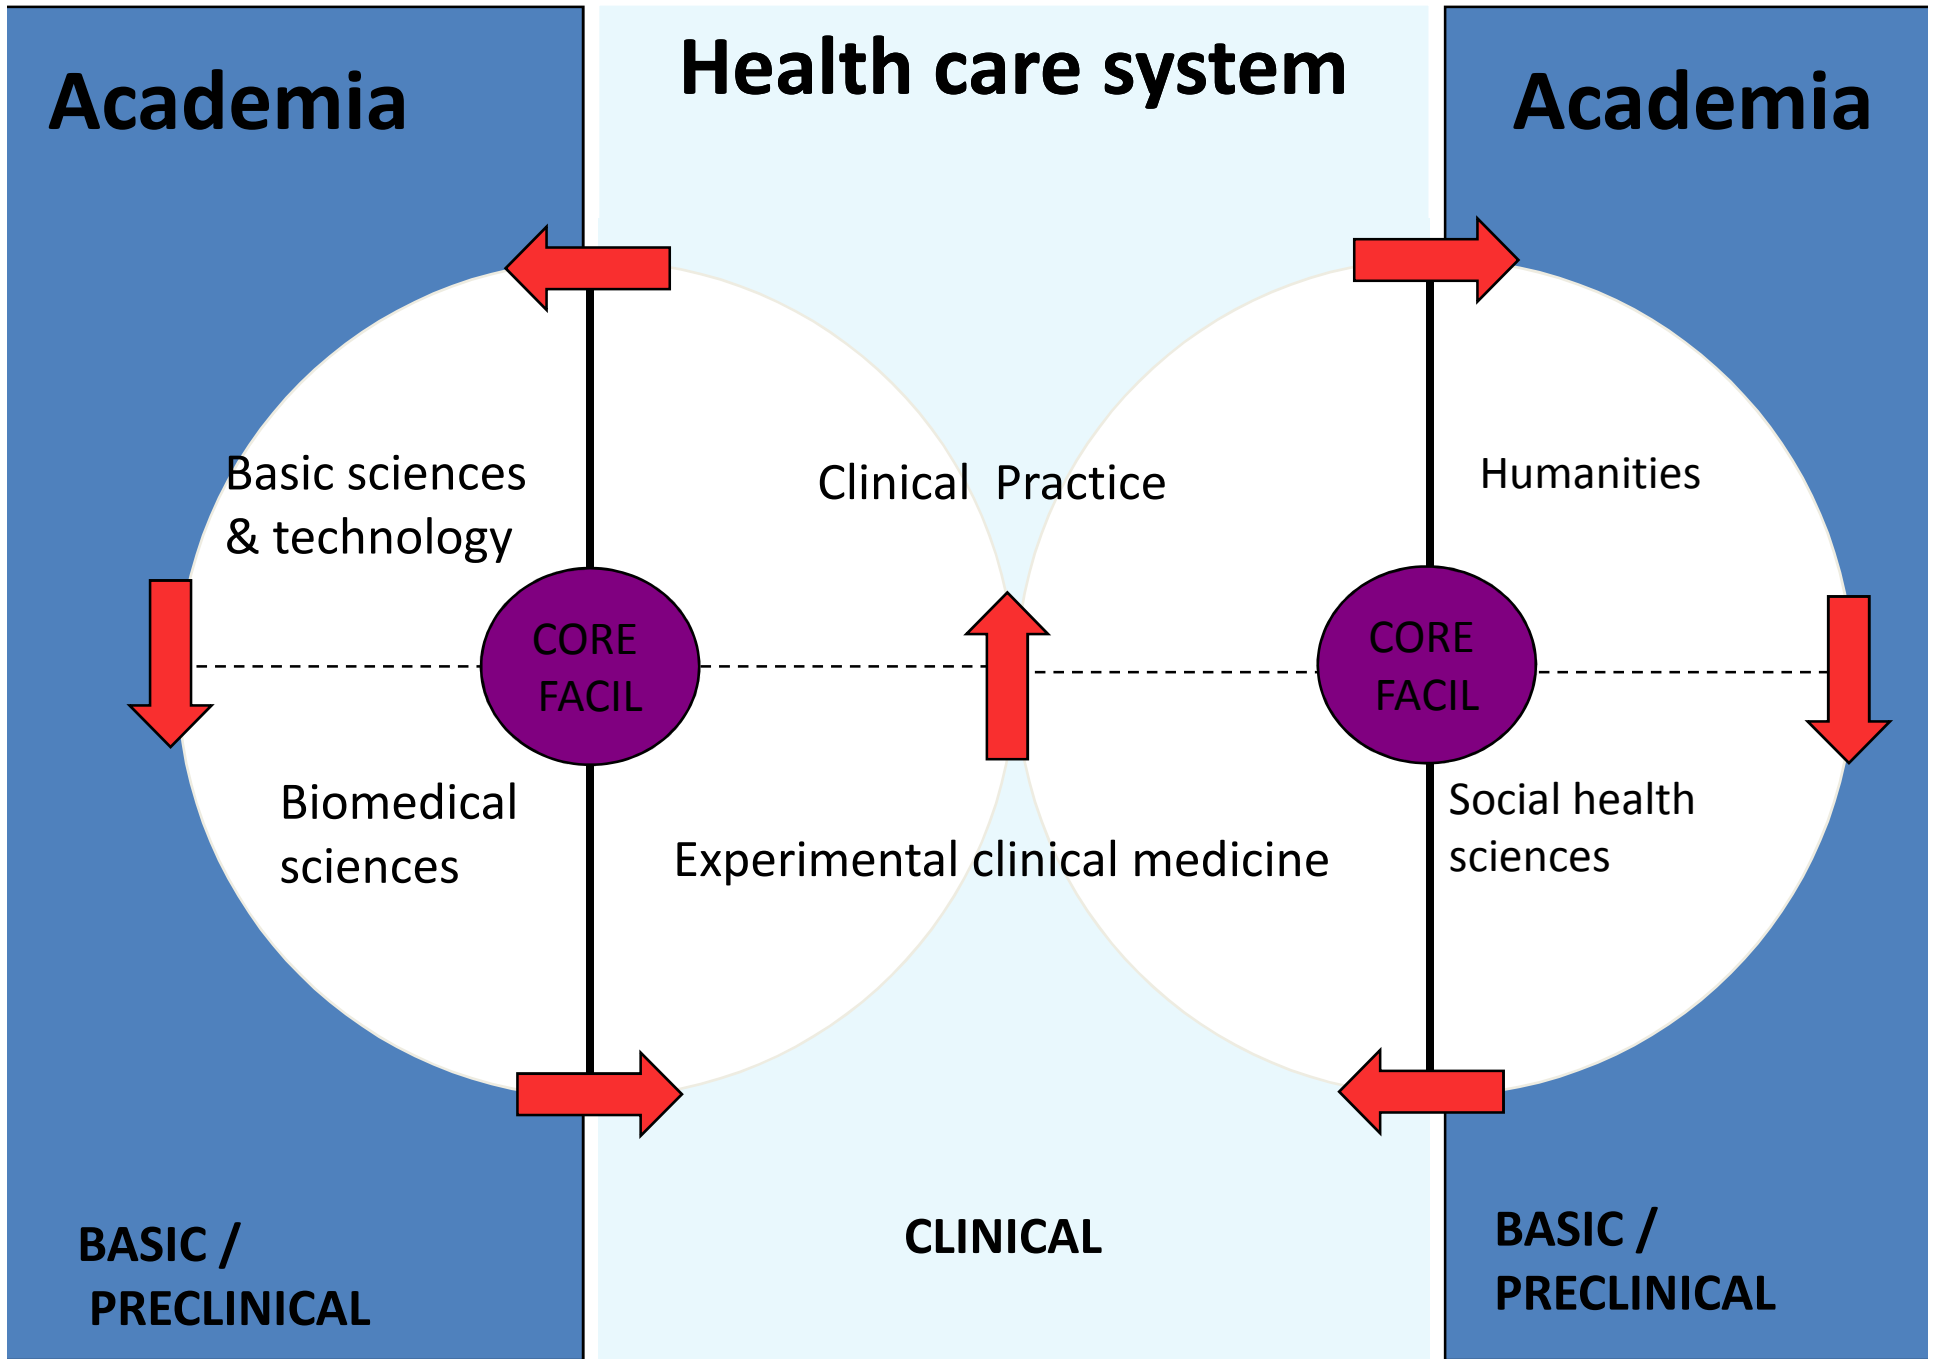 Academia
Health care system
Academia
Basic sciences
& technology
Clinical Practice
Humanities
CORE
FACIL
CORE
FACIL
Biomedical
sciences
Experimental clinical medicine
Social health
sciences
BASIC /
PRECLINICAL
CLINICAL
BASIC /
PRECLINICAL